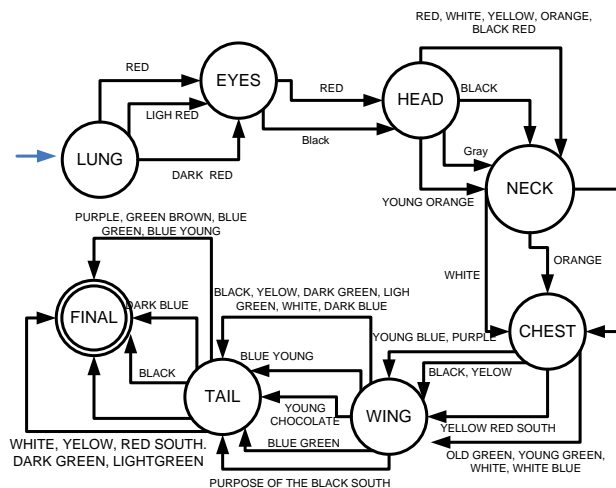 RED, WHITE, YELLOW, ORANGE,
BLACK RED
RED
EYES
RED
HEAD
BLACK
LIGH RED
Black
Gray
LUNG
DARK RED
YOUNG ORANGE
NECK
PURPLE, GREEN BROWN, BLUE
GREEN, BLUE YOUNG
WHITE
ORANGE
BLACK, YELOW, DARK GREEN, LIGH
GREEN, WHITE, DARK BLUE
DARK BLUE
FINAL
YOUNG BLUE, PURPLE
CHEST
BLUE YOUNG
BLACK
BLACK, YELLOW
TAIL
YOUNG
CHOCOLATE
WING
YELLOW RED SOUTH
BLUE GREEN
WHITE, YELOW, RED SOUTH.
DARK GREEN, LIGHTGREEN
OLD GREEN, YOUNG GREEN,
WHITE, WHITE BLUE
PURPOSE OF THE BLACK SOUTH